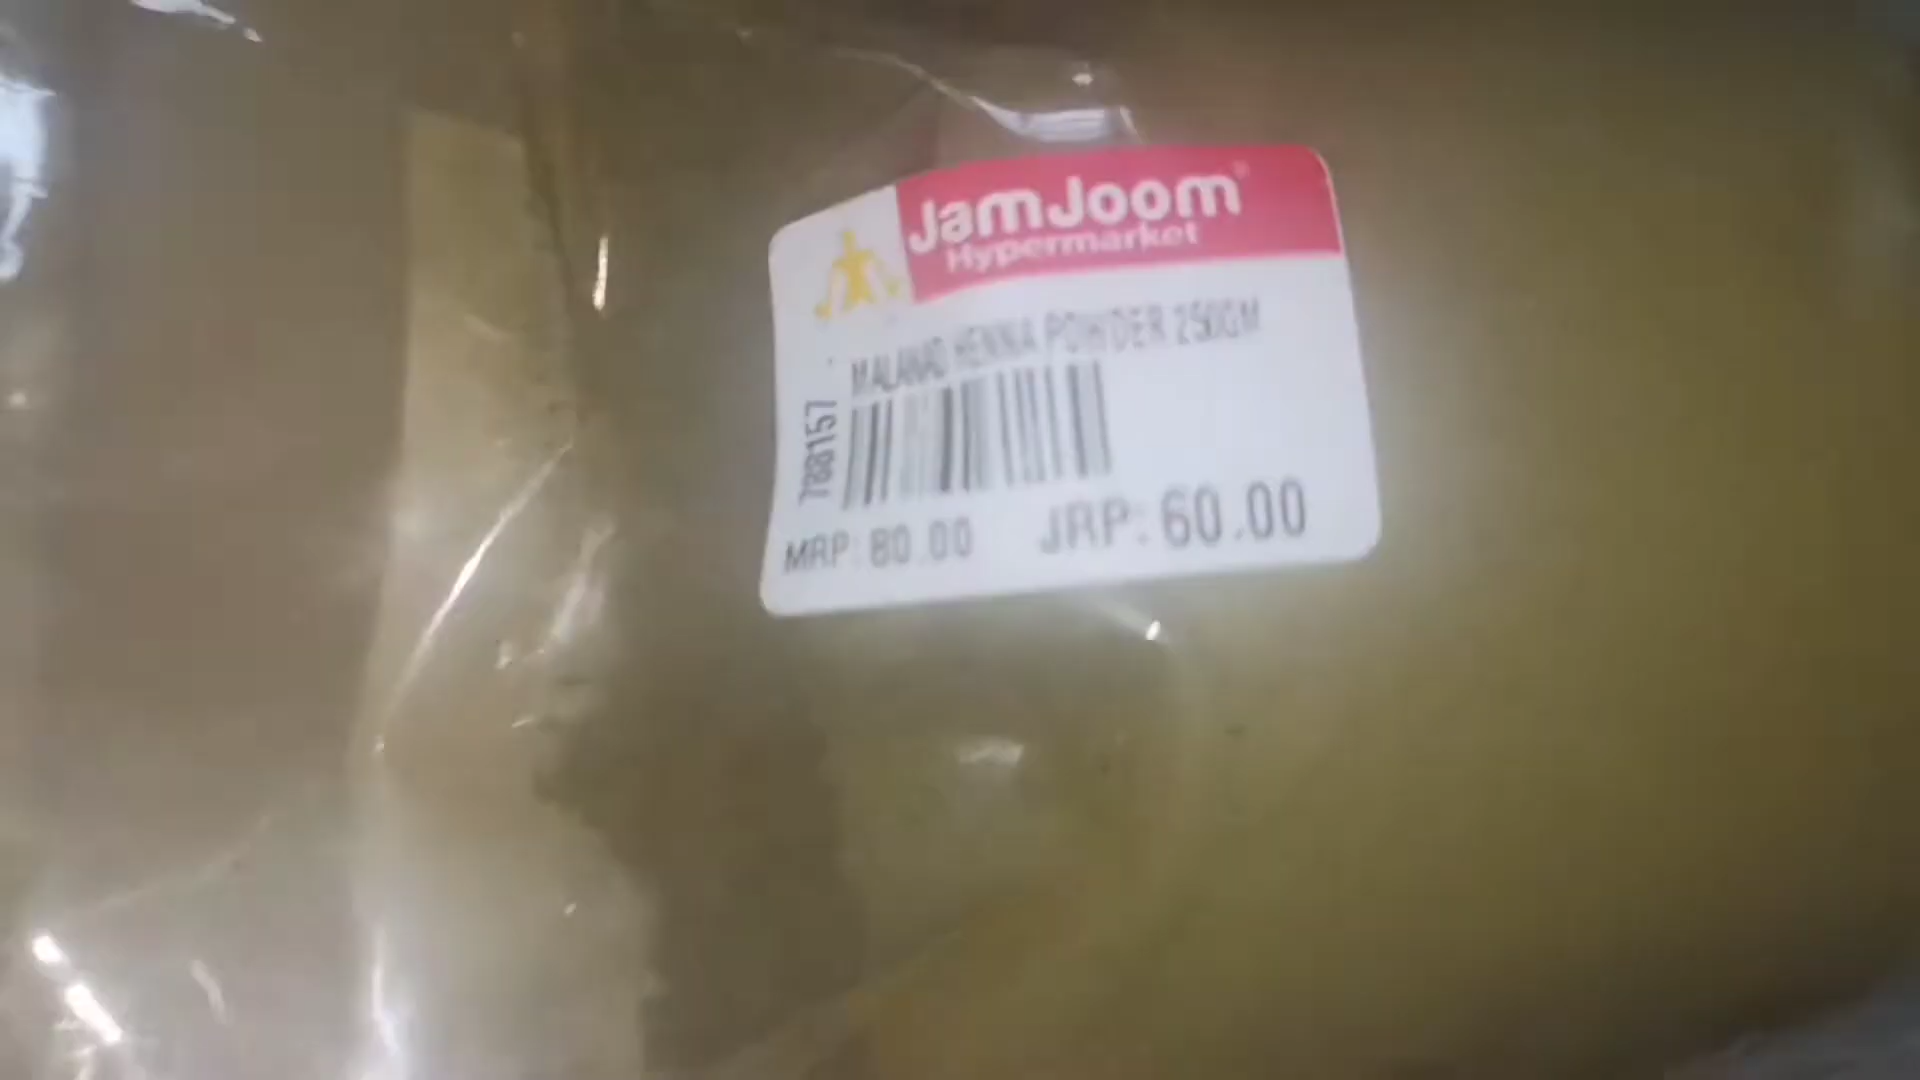 JamJoom
Hypermarket
MALANAD HENNA POWDER 250GM
788157
MRP: 80.00 JRP: 60.00